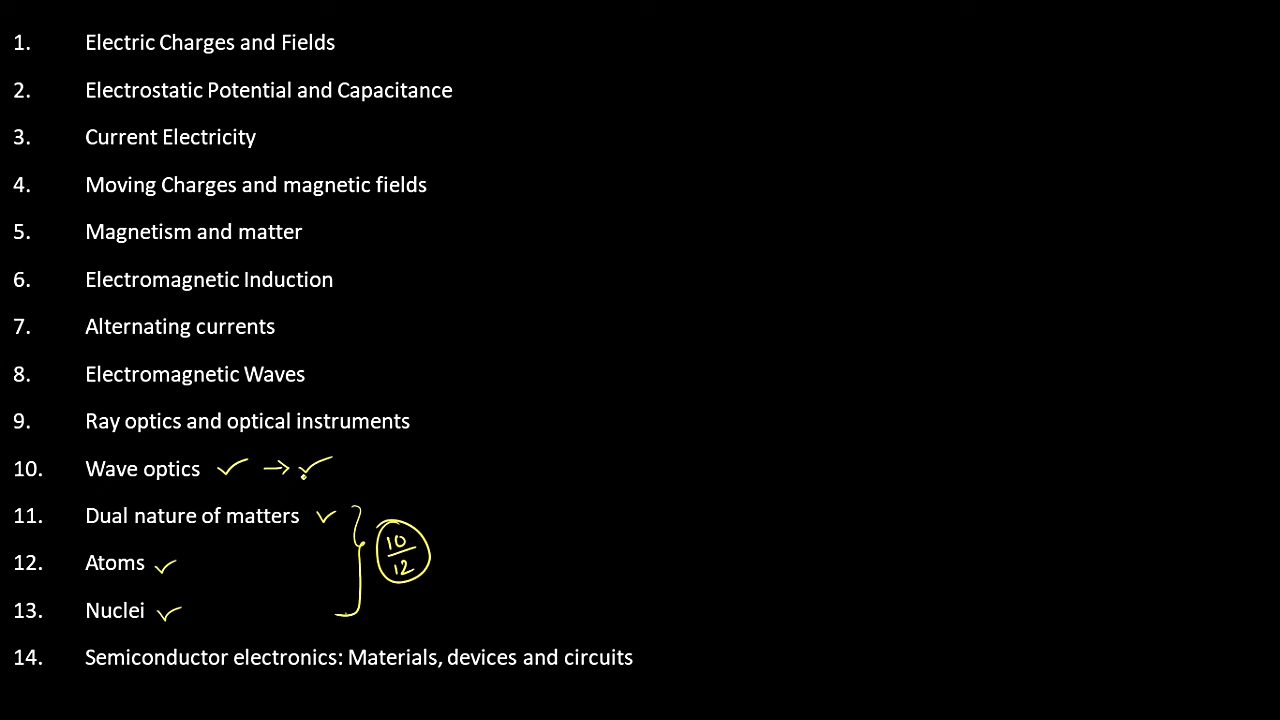 1. Electric Charges and Fields
2. Electrostatic Potential and Capacitance
3. Current Electricity
4. Moving Charges and magnetic fields
5. Magnetism and matter
6. Electromagnetic Induction
7. Alternating currents
8. Electromagnetic Waves
9. Ray optics and optical instruments
10. Wave optics ✓ → ✓
11. Dual nature of matters ✓
10
12
12. Atoms ✓
13. Nuclei ✓
14. Semiconductor electronics: Materials, devices and circuits